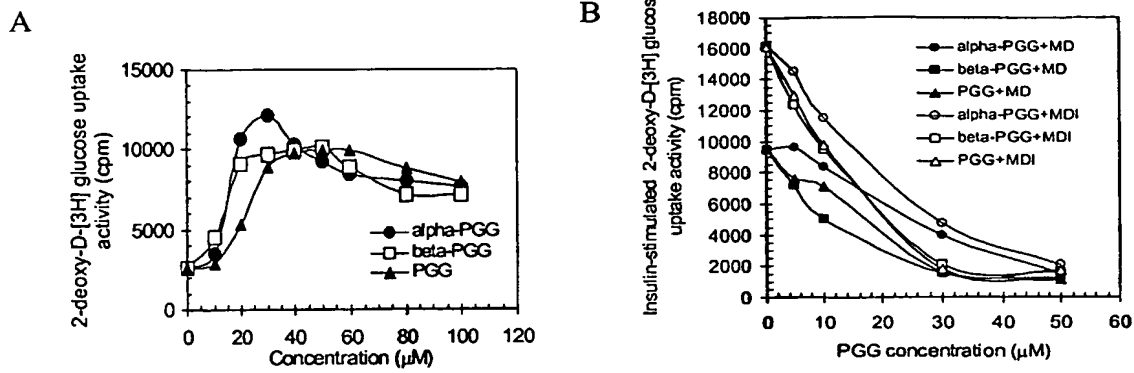 A
2-deoxy-D-[3H] glucose uptake
activity (cpm)
15000
10000
5000
0
0 20 40 60 80 100 120
Concentration (µM)
alpha-PGG
beta-PGG
PGG
B
Insulin-stimulated 2-deoxy-D-[3H] glucos
uptake activity (cpm)
18000
16000
14000
12000
10000
8000
6000
4000
2000
0
0 10 20 30 40 50 60
PGG concentration (µM)
alpha-PGG+MD
beta-PGG+MD
PGG+MD
alpha-PGG+MDI
beta-PGG+MDI
PGG+MDI